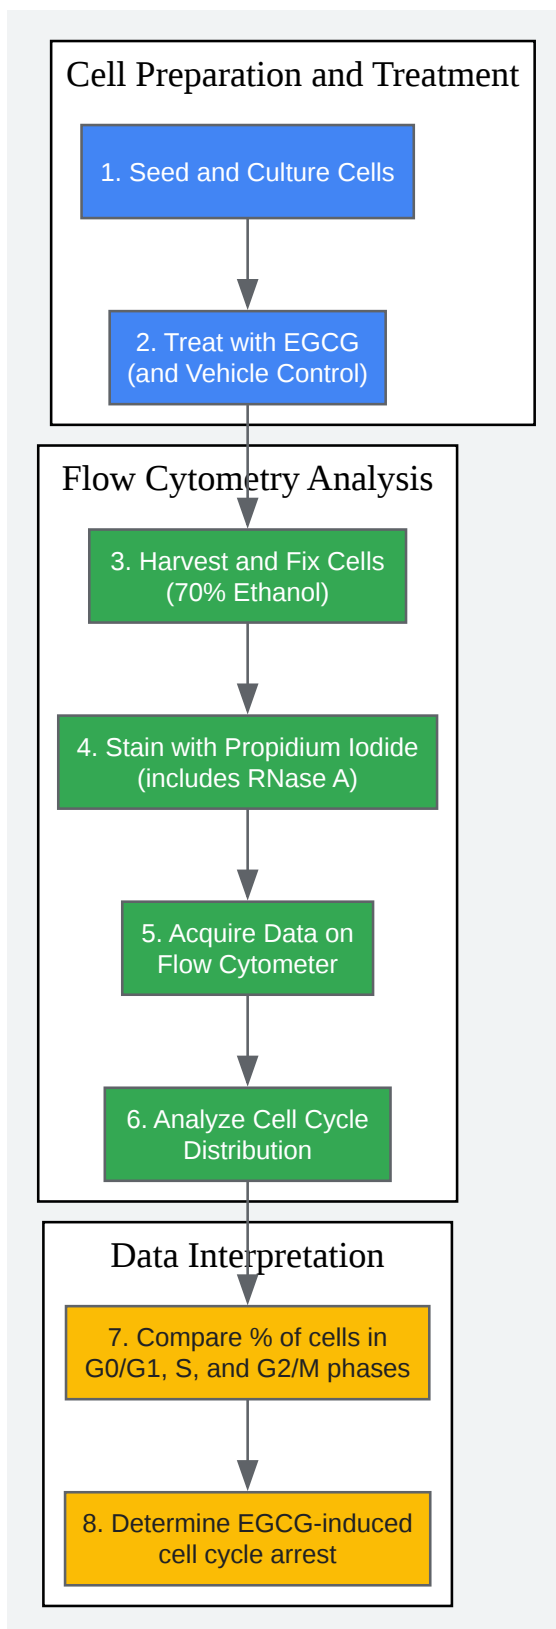 Cell Preparation and Treatment
1. Seed and Culture Cells
2. Treat with EGCG
(and Vehicle Control)
Flow Cytometry Analysis
3. Harvest and Fix Cells
(70% Ethanol)
4. Stain with Propidium Iodide
(includes RNase A)
5. Acquire Data on
Flow Cytometer
6. Analyze Cell Cycle
Distribution
Data Interpretation
7. Compare % of cells in
G0/G1, S, and G2/M phases
8. Determine EGCG-induced
cell cycle arrest